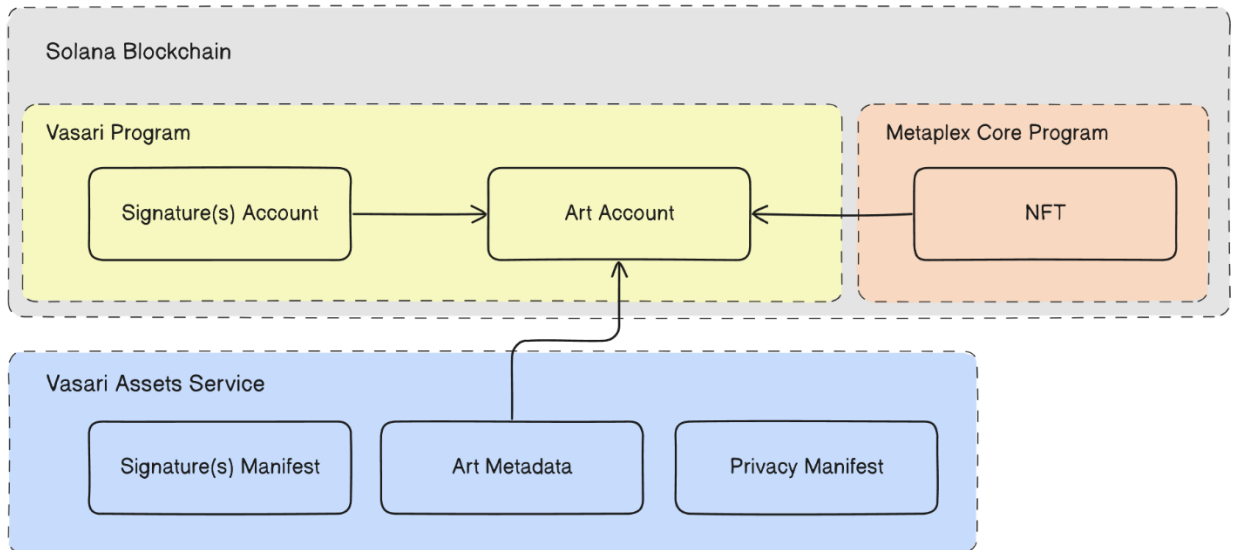 Solana Blockchain
Vasari Program
Metaplex Core Program
Signature(s) Account
Art Account
NFT
Vasari Assets Service
Signature(s) Manifest
Art Metadata
Privacy Manifest